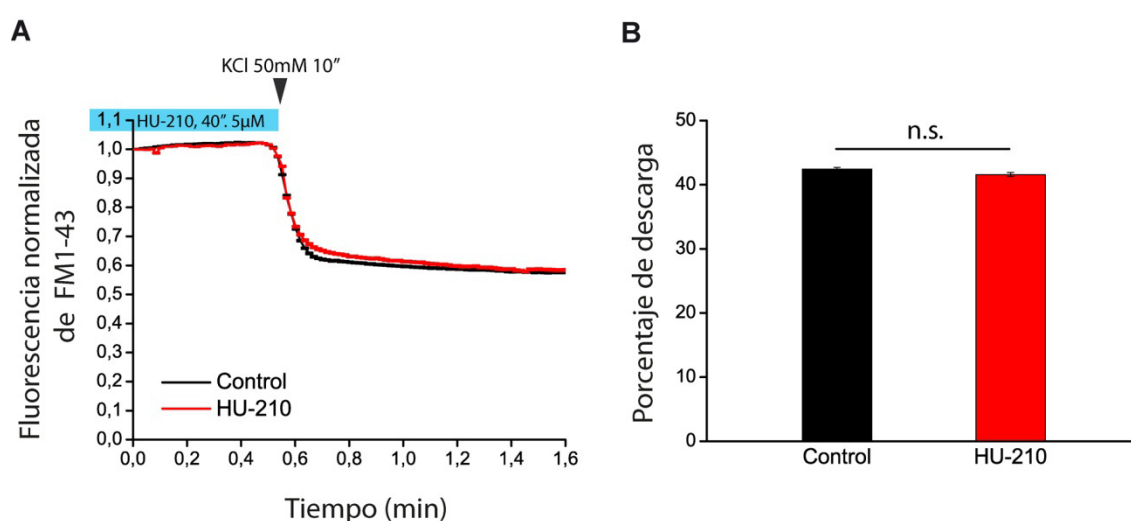 A
KCl 50mM 10”
HU-210, 40”. 5µM
Fluorescencia normalizada
de FM1-43
1,1
1,0
0,9
0,8
0,7
0,6
0,5
0,4
0,3
0,2
0,1
0,0
Control
HU-210
0,0 0,2 0,4 0,6 0,8 1,0 1,2 1,4 1,6
Tiempo (min)
B
Porcentaje de descarga
50
40
30
20
10
0
n.s.
Control HU-210